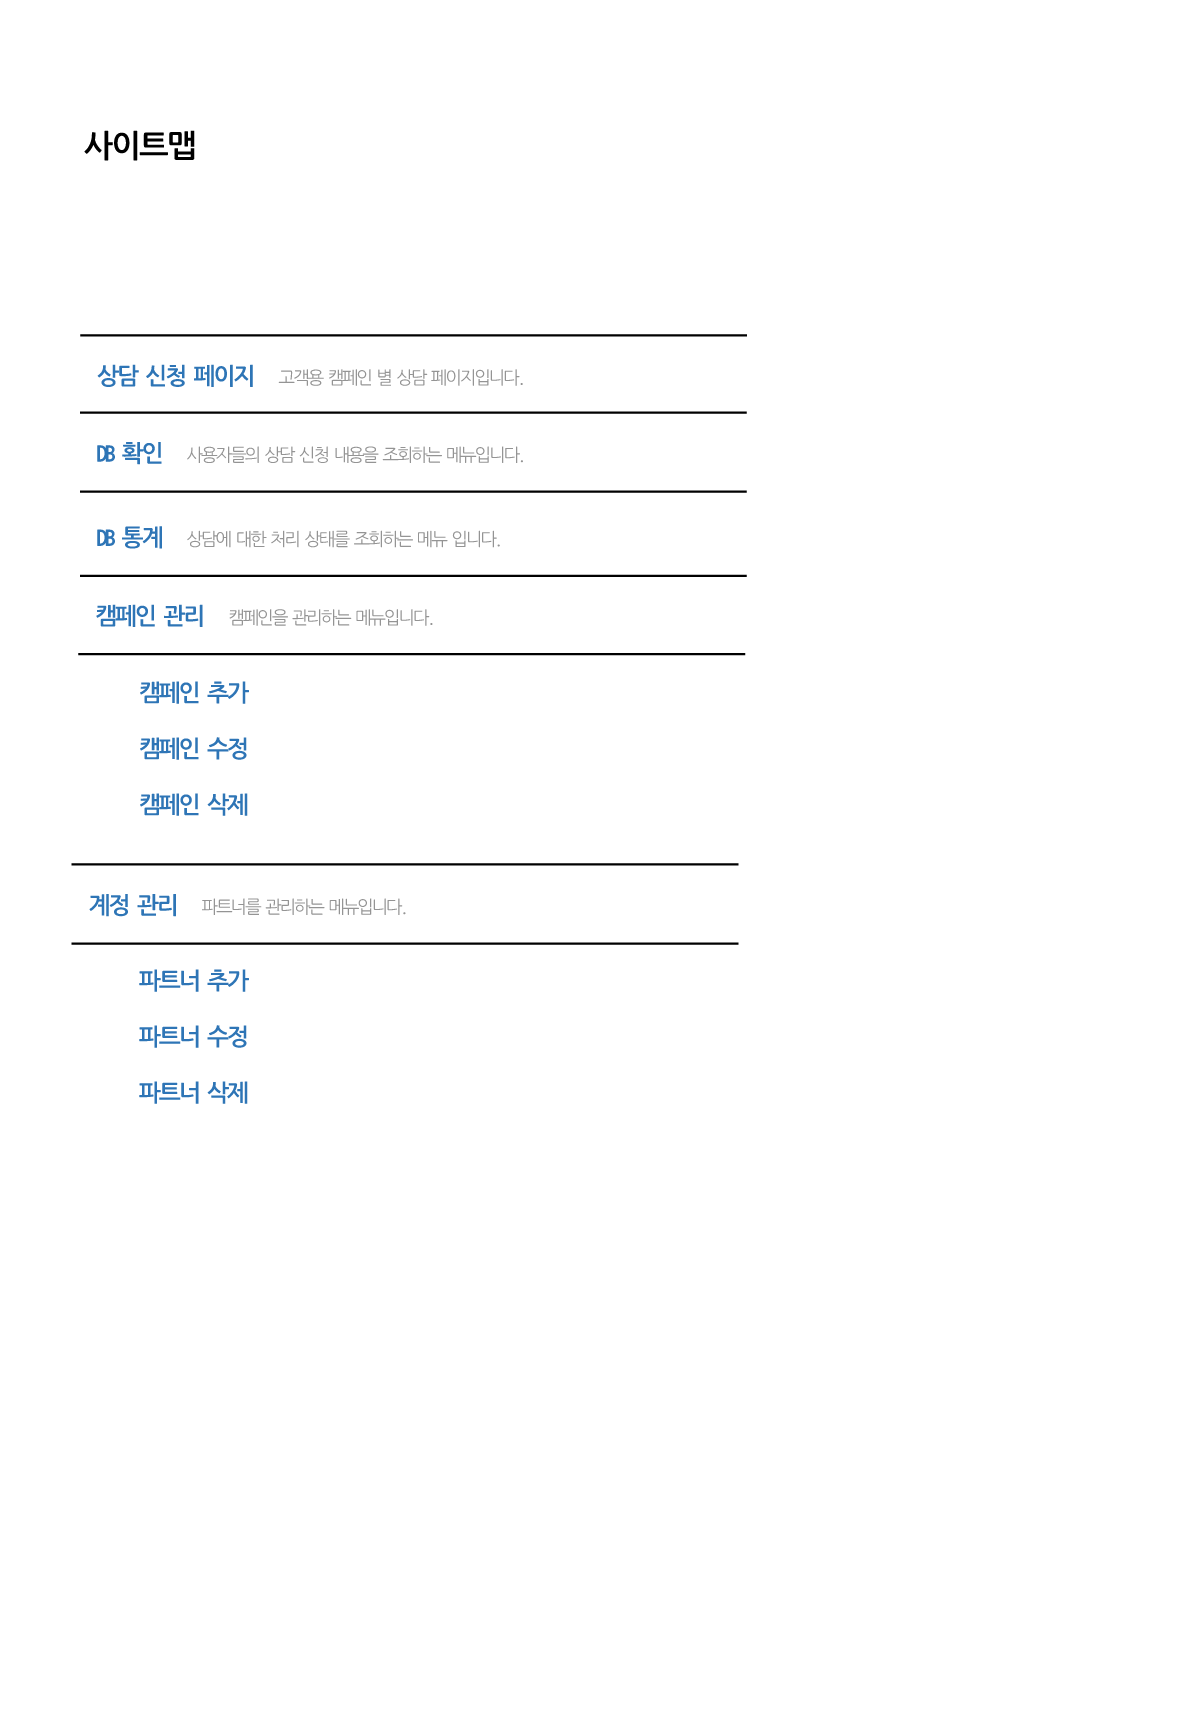 사이트맵
상담 신청 페이지 고객용 캠페인 별 상담 페이지입니다.
DB 확인 사용자들의 상담 신청 내용을 조회하는 메뉴입니다.
DB 통계 상담에 대한 처리 상태를 조회하는 메뉴 입니다.
캠페인 관리 캠페인을 관리하는 메뉴입니다.
캠페인 추가
캠페인 수정
캠페인 삭제
계정 관리 파트너를 관리하는 메뉴입니다.
파트너 추가
파트너 수정
파트너 삭제